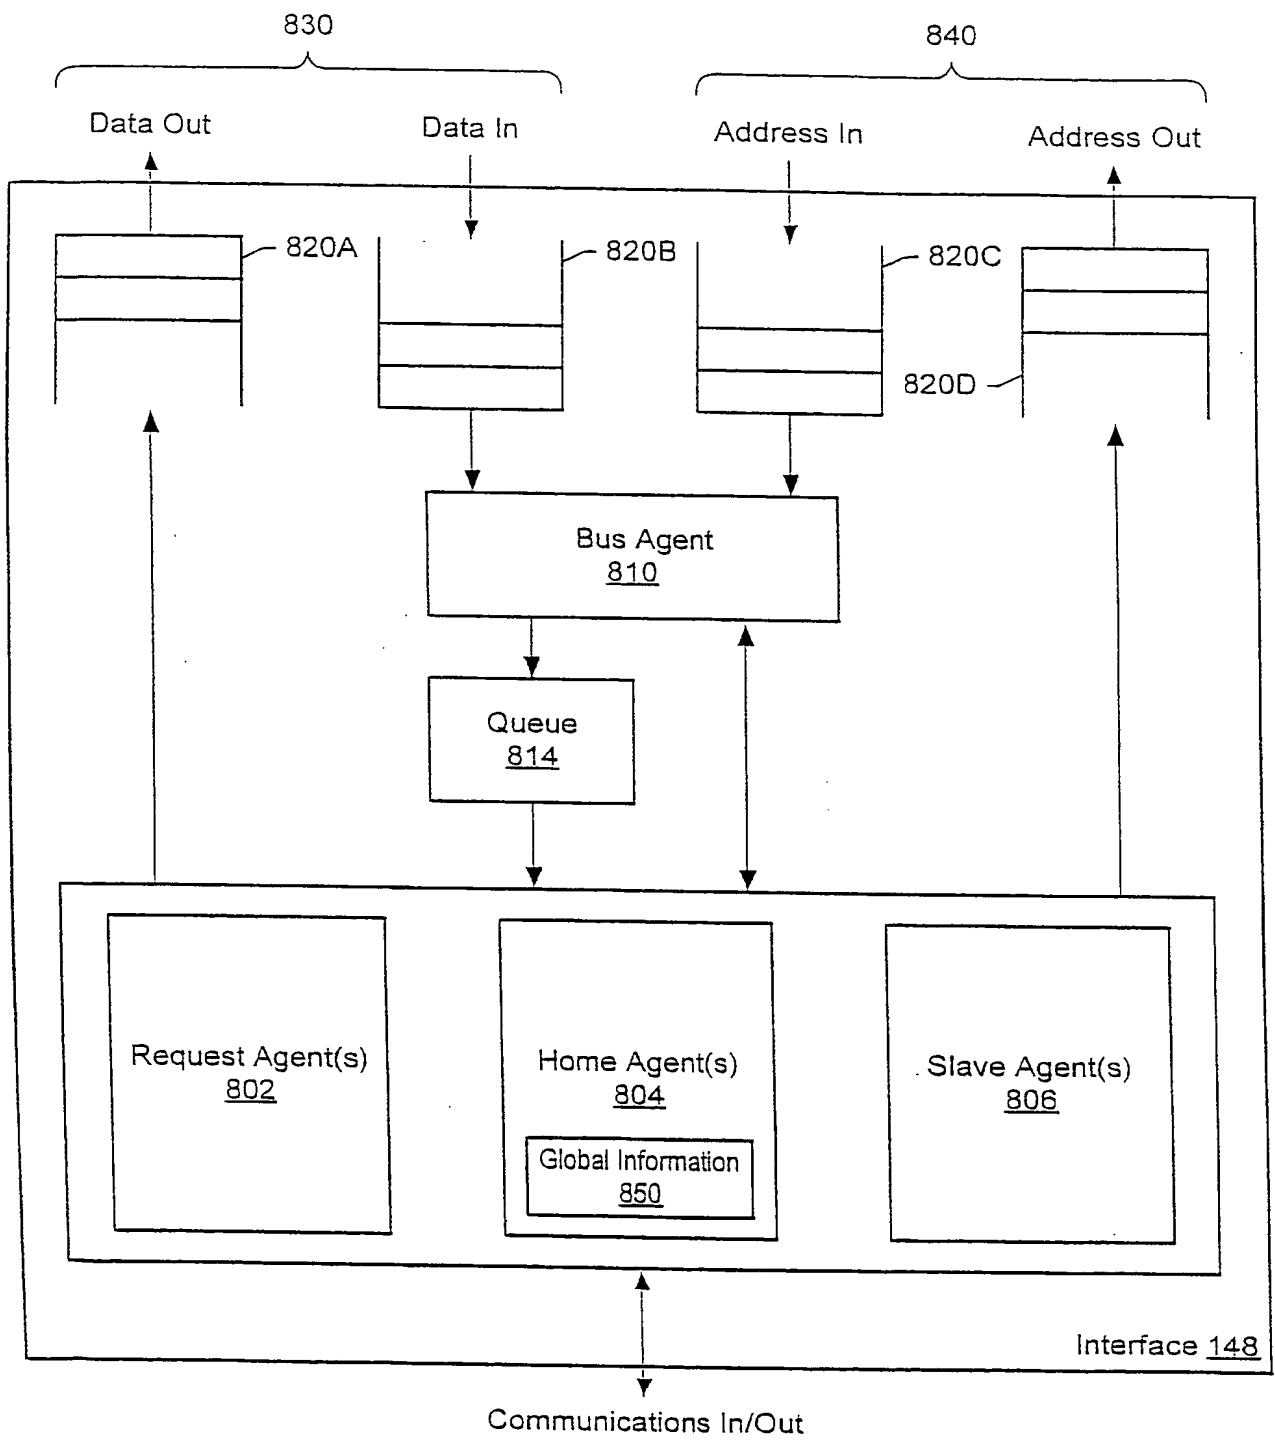 830
840
Data Out
Data In
Address In
Address Out
820A
820B
820C
820D
Bus Agent
810
Queue
814
Request Agent(s)
802
Home Agent(s)
804
Slave Agent(s)
806
Global Information
850
Interface 148
Communications In/Out